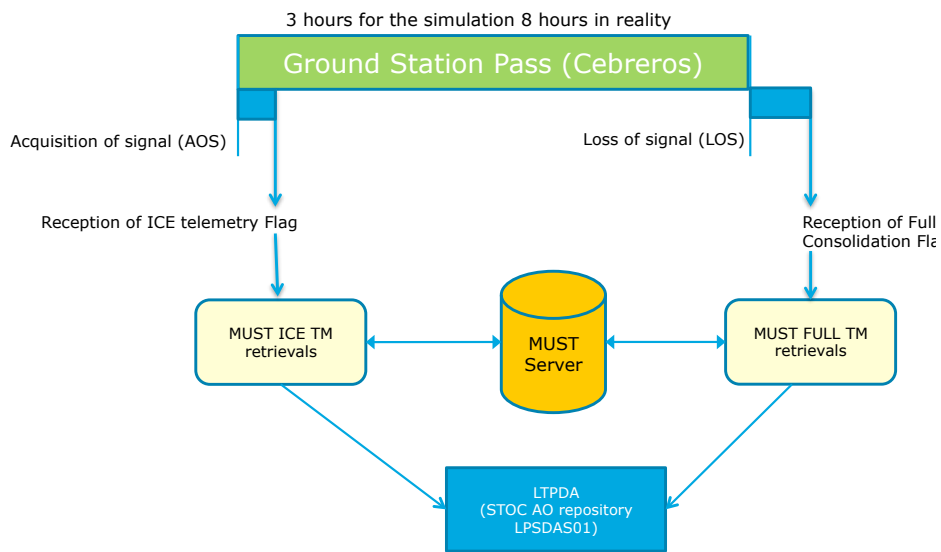 3 hours for the simulation 8 hours in reality
Ground Station Pass (Cebreros)
Acquisition of signal (AOS)
Loss of signal (LOS)
Reception of ICE telemetry Flag
Reception of Full
Consolidation Fla
MUST ICE TM
retrievals
MUST
Server
MUST FULL TM
retrievals
LTPDA
(STOC AO repository
LPSDAS01)